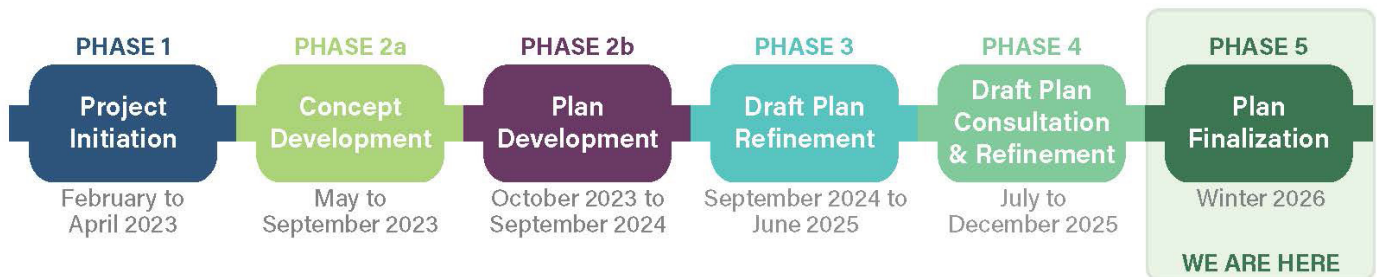 PHASE 1
Project
Initiation
February to
April 2023
PHASE 2a
Concept
Development
May to
September 2023
PHASE 2b
Plan
Development
October 2023 to
September 2024
PHASE 3
Draft Plan
Refinement
September 2024 to
June 2025
PHASE 4
Draft Plan
Consultation
& Refinement
July to
December 2025
PHASE 5
Plan
Finalization
Winter 2026
WE ARE HERE